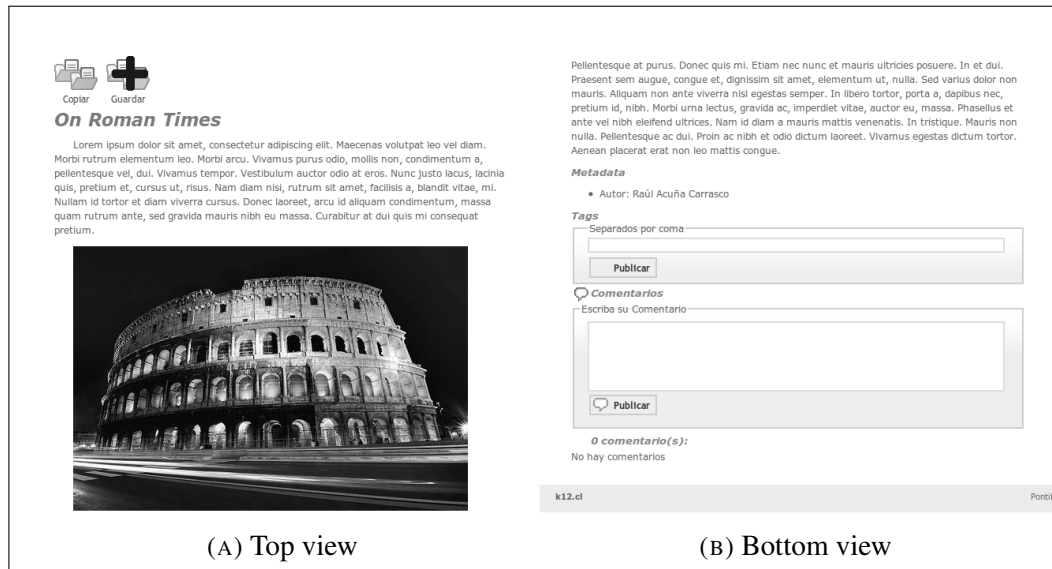 Copiar Guardar
On Roman Times
Lorem ipsum dolor sit amet, consectetur adipiscing elit. Maecenas volutpat leo vel diam.
Morbi rutrum elementum leo. Morbi arcu. Vivamus purus odio, mollis non, condimentum a,
pellentesque vel, dui. Vivamus tempor. Vestibulum auctor odio at eros. Nunc justo lacus, lacinia
quis, pretium et, cursus ut, risus. Nam diam nisi, rutrum sit amet, facilisis a, blandit vitae, mi.
Nullam id tortor et diam viverra cursus. Donec laoreet, arcu id aliquam condimentum, massa
quam rutrum ante, sed gravida mauris nibh eu massa. Curabitur at dui quis mi consequat
pretium.
(A) Top view
Pellentesque at purus. Donec quis mi. Etiam nec nunc et mauris ultricies posuere. In et dui.
Praesent sem augue, congue et, dignissim sit amet, elementum ut, nulla. Sed varius dolor non
mauris. Aliquam non ante viverra nisl egestas semper. In libero tortor, porta a, dapibus nec,
pretium id, nibh. Morbi urna lectus, gravida ac, imperdiet vitae, auctor eu, massa. Phasellus et
ante vel nibh eleifend ultrices. Nam id diam a mauris mattis venenatis. In tristique. Mauris non
nulla. Pellentesque ac dui. Proin ac nibh et odio dictum laoreet. Vivamus egestas dictum tortor.
Aenean placerat erat non leo mattis congue.
Metadata
• Autor: Raúl Acuña Carrasco
Tags
Separados por coma
Publicar
Comentarios
Escriba su Comentario
Publicar
0 comentario(s):
No hay comentarios
k12.cl Pontif
(B) Bottom view